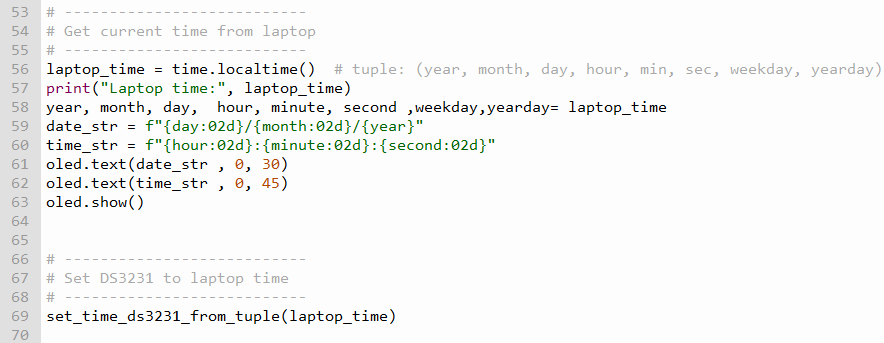 53 # ---------------------------
54 # Get current time from laptop
55 # ---------------------------
56 laptop_time = time.localtime()  # tuple: (year, month, day, hour, min, sec, weekday, yearday)
57 print("Laptop time:", laptop_time)
58 year, month, day,  hour, minute, second ,weekday,yearday= laptop_time
59 date_str = f"{day:02d}/{month:02d}/{year}"
60 time_str = f"{hour:02d}:{minute:02d}:{second:02d}"
61 oled.text(date_str , 0, 30)
62 oled.text(time_str , 0, 45)
63 oled.show()
64
65
66 # ---------------------------
67 # Set DS3231 to laptop time
68 # ---------------------------
69 set_time_ds3231_from_tuple(laptop_time)
70